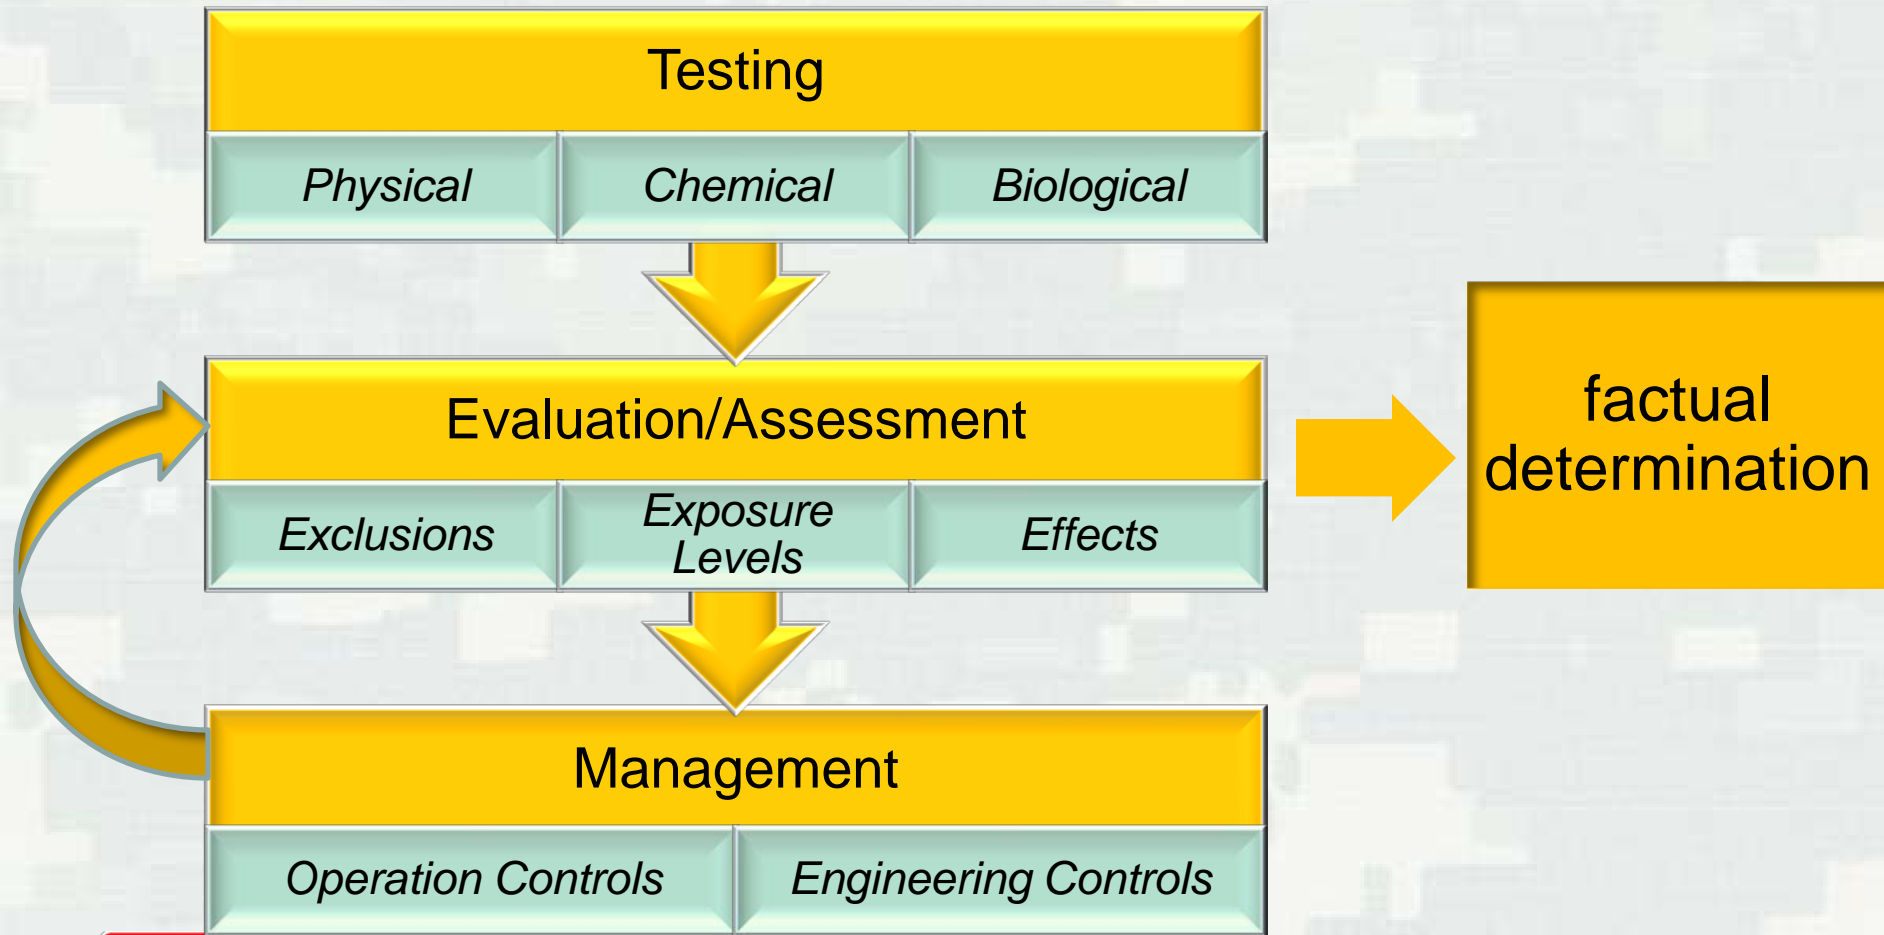 Testing
Physical
Chemical
Biological
Evaluation/Assessment
Exclusions
Exposure
Levels
Effects
factual
determination
Management
Operation Controls
Engineering Controls